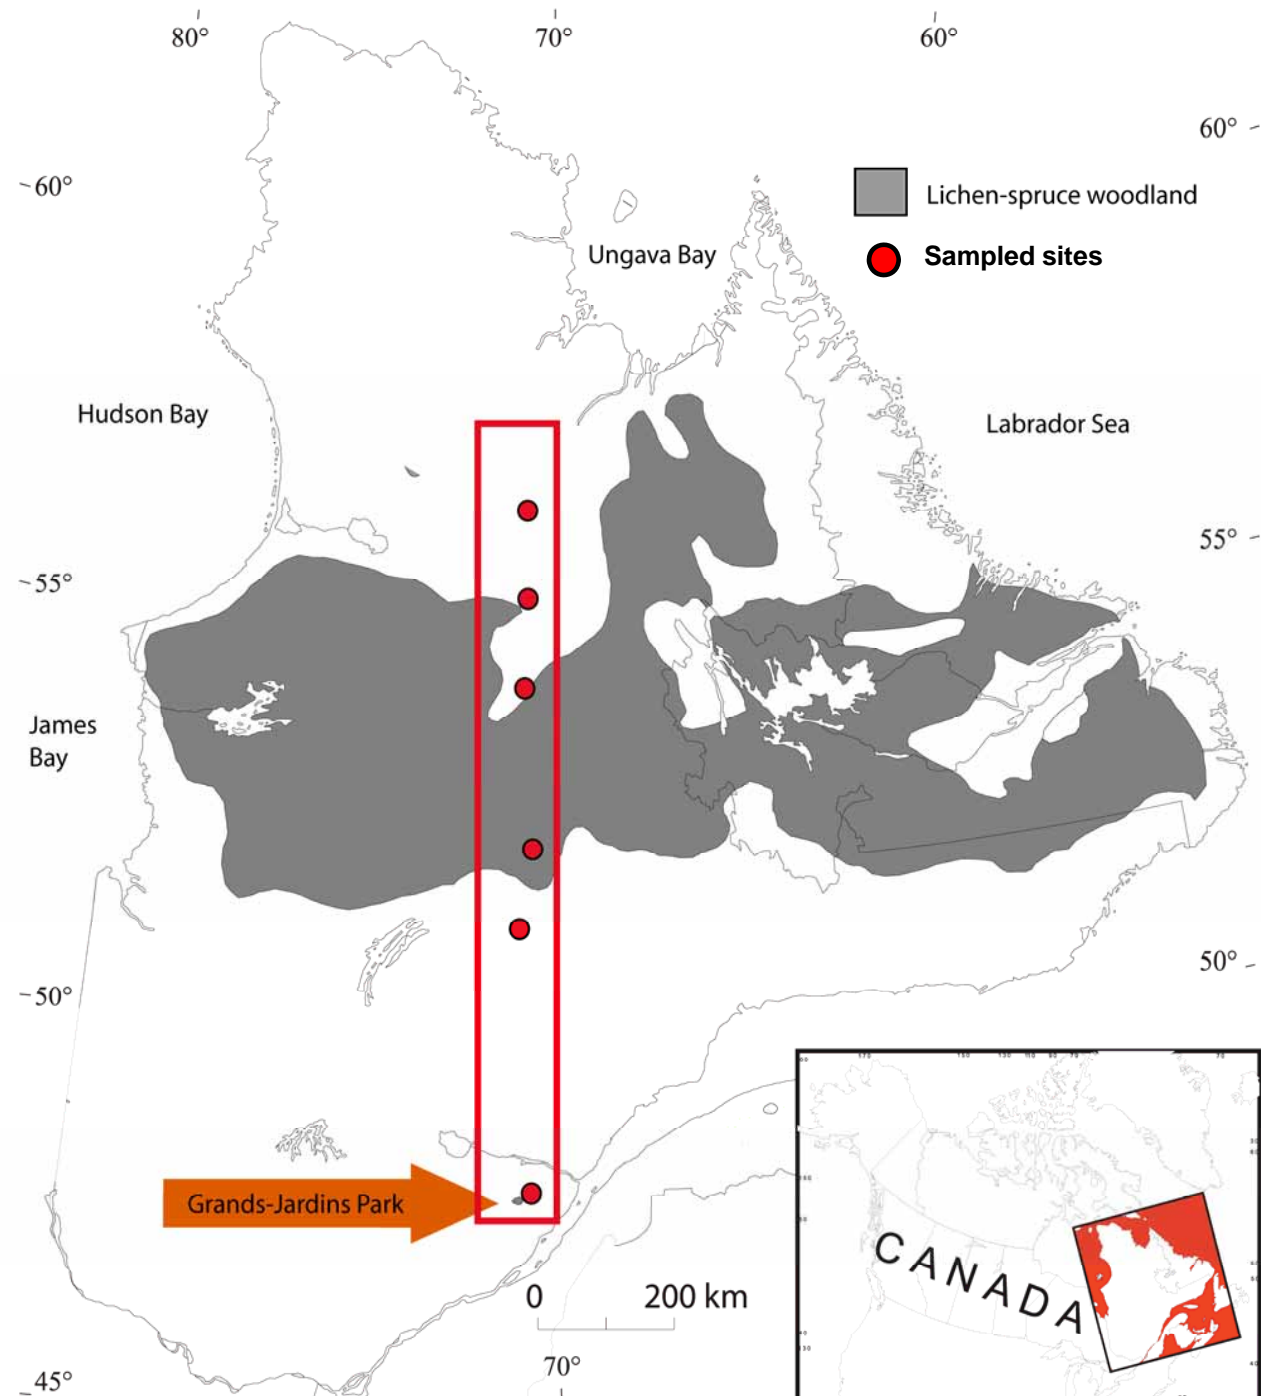 80°
70°
60°
60°
60°
Lichen-spruce woodland
Ungava Bay
Sampled sites
Hudson Bay
Labrador Sea
55°
55°
James
Bay
50°
50°
Grands-Jardins Park
0
200 km
CANADA
70°
45°